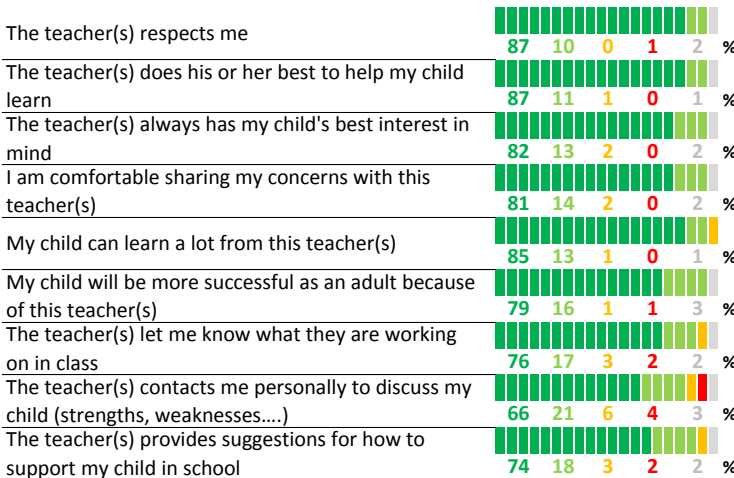 The teacher(s) respects me
87 10 0 1 2 %
The teacher(s) does his or her best to help my child
learn
87 11 1 0 1 %
The teacher(s) always has my child's best interest in
mind
82 13 2 0 2 %
I am comfortable sharing my concerns with this
teacher(s)
81 14 2 0 2 %
My child can learn a lot from this teacher(s)
85 13 1 0 1 %
My child will be more successful as an adult because
of this teacher(s)
79 16 1 1 3 %
The teacher(s) let me know what they are working
on in class
76 17 3 2 2 %
The teacher(s) contacts me personally to discuss my
child (strengths, weaknesses....)
66 21 6 4 3 %
The teacher(s) provides suggestions for how to
support my child in school
74 18 3 2 2 %